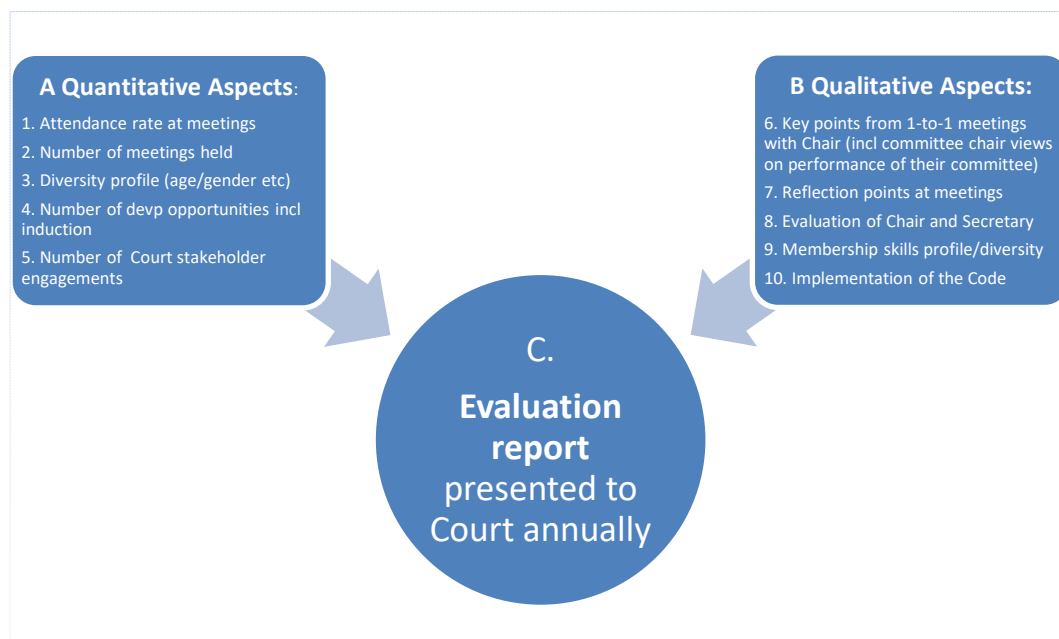 A Quantitative Aspects:
1. Attendance rate at meetings
2. Number of meetings held
3. Diversity profile (age/gender etc)
4. Number of devp opportunities incl
induction
5. Number of Court stakeholder
engagements
B Qualitative Aspects:
6. Key points from 1-to-1 meetings
with Chair (incl committee chair views
on performance of their committee)
7. Reflection points at meetings
8. Evaluation of Chair and Secretary
9. Membership skills profile/diversity
10. Implementation of the Code
C.
Evaluation
report
presented to
Court annually